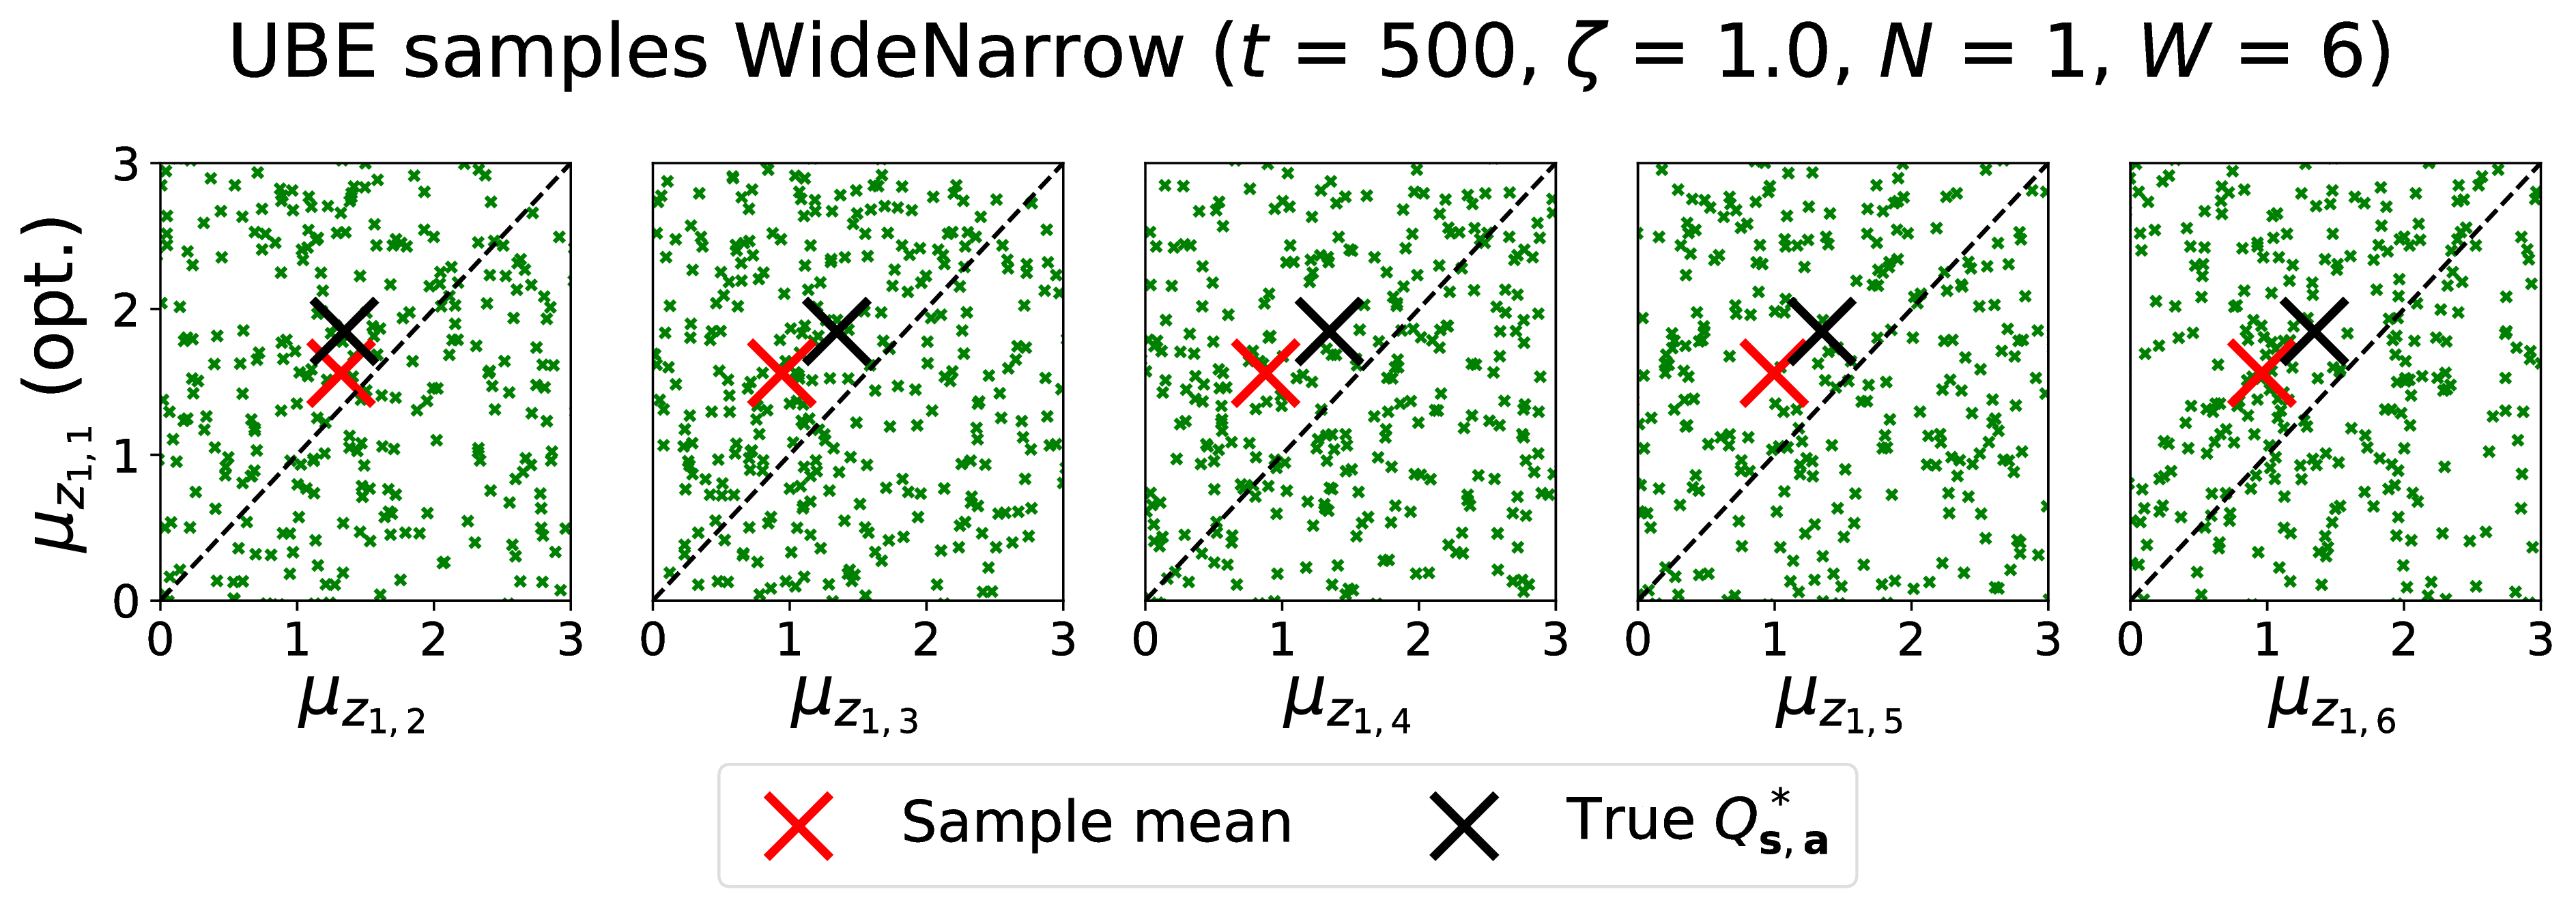 UBE samples WideNarrow (t = 500, ζ = 1.0, N = 1, W = 6)
μz1,1 (opt.)
3
2
1
0
0 1 2 3
0 1 2 3
0 1 2 3
0 1 2 3
0 1 2 3
μz1,2
μz1,3
μz1,4
μz1,5
μz1,6
Sample mean
True Q*s,a